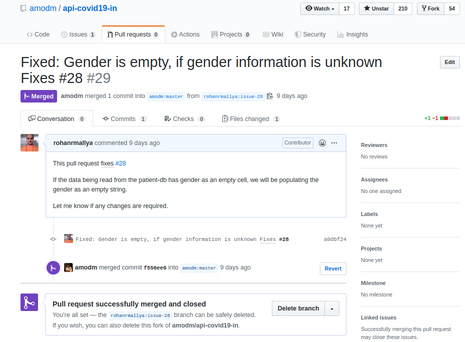 amodm / api-covid19-in
Watch 17 Unstar 210 Fork 54
Code Issues 1 Pull requests 0 Actions Projects 0 Wiki Security Insights
Fixed: Gender is empty, if gender information is unknown
Fixes #28 #29
Edit
Merged amodm merged 1 commit into amodm:master from rohanrmallya:issue-28 9 days ago
Conversation 0 Commits 1 Checks 0 Files changed 1 +1 −1
rohanrmallya commented 9 days ago Contributor
This pull request fixes #28
If the data being read from the patient-db has gender as an empty cell, we will be populating the
gender as an empty string.
Let me know if any changes are required.
Fixed: Gender is empty, if gender information is unknown Fixes #28
amodm merged commit into amodm:master 9 days ago
Revert
Pull request successfully merged and closed
You're all set — the rohanrmallya:issue-28 branch can be safely deleted.
If you wish, you can also delete this fork of amodm/api-covid19-in.
Delete branch
Reviewers
No reviews
Assignees
No one assigned
Labels
None yet
Projects
None yet
Milestone
No milestone
Linked issues
Successfully merging this pull request
may close these issues.